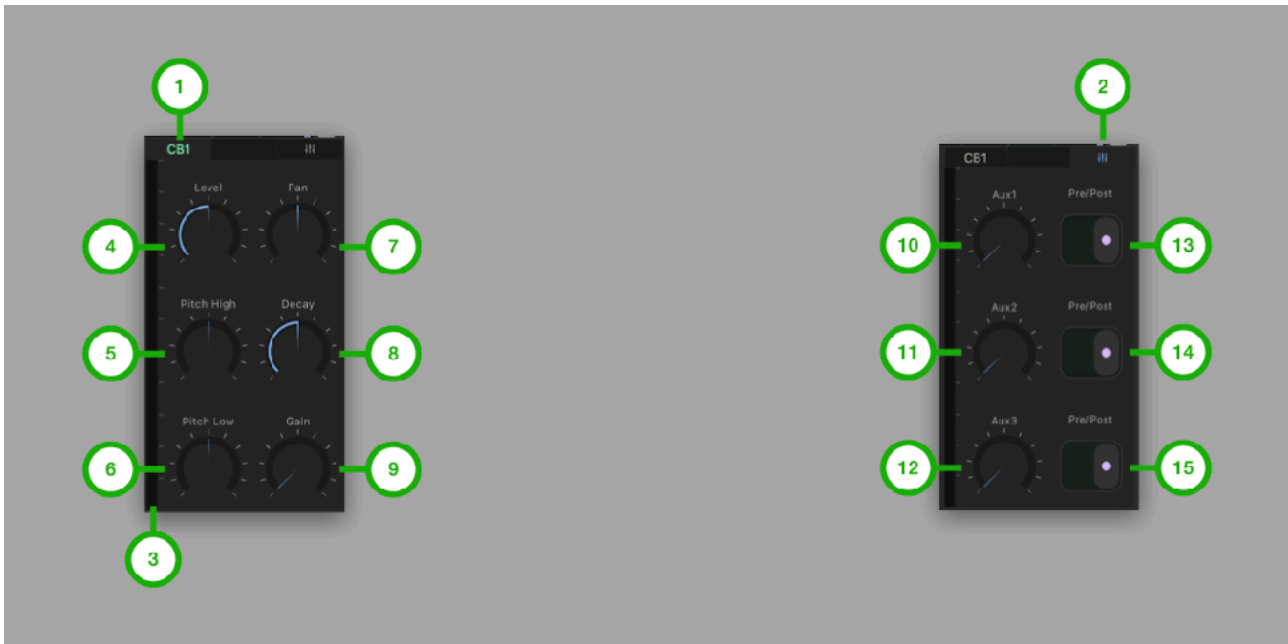 1
2
CB1
CB1
Level
Pan
Aux1
Pre/Post
4
7
10
13
Pitch High
Decay
Aux2
Pre/Post
5
8
11
14
Pitch Low
Gain
Aux3
Pre/Post
6
9
12
15
3